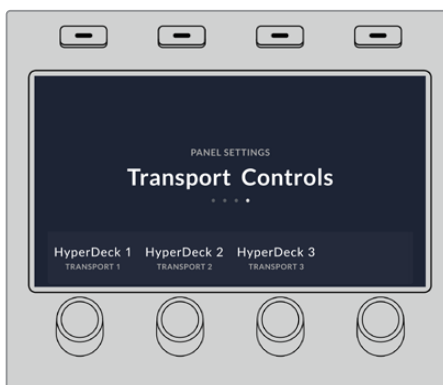 PANEL SETTINGS
Transport Controls
HyperDeck 1 HyperDeck 2 HyperDeck 3
TRANSPORT 1 TRANSPORT 2 TRANSPORT 3